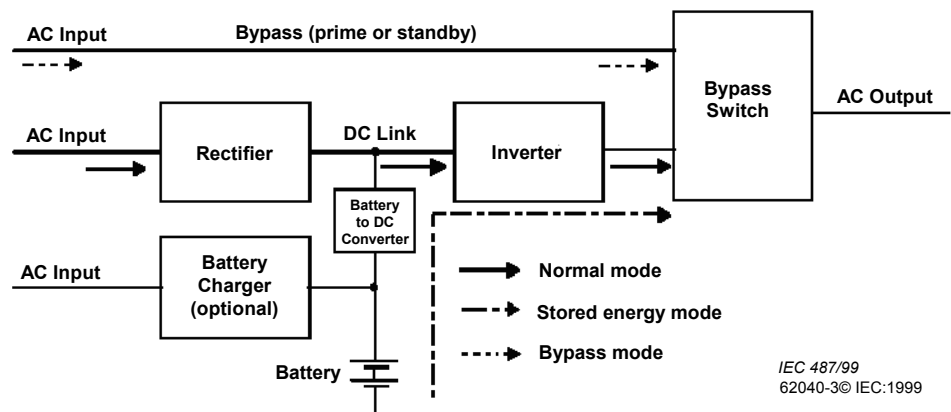 AC Input
Bypass (prime or standby)
Bypass
Switch
AC Output
AC Input
Rectifier
DC Link
Inverter
Battery
to DC
Converter
AC Input
Battery
Charger
(optional)
Normal mode
Stored energy mode
Bypass mode
Battery
IEC 487/99
62040-3© IEC:1999